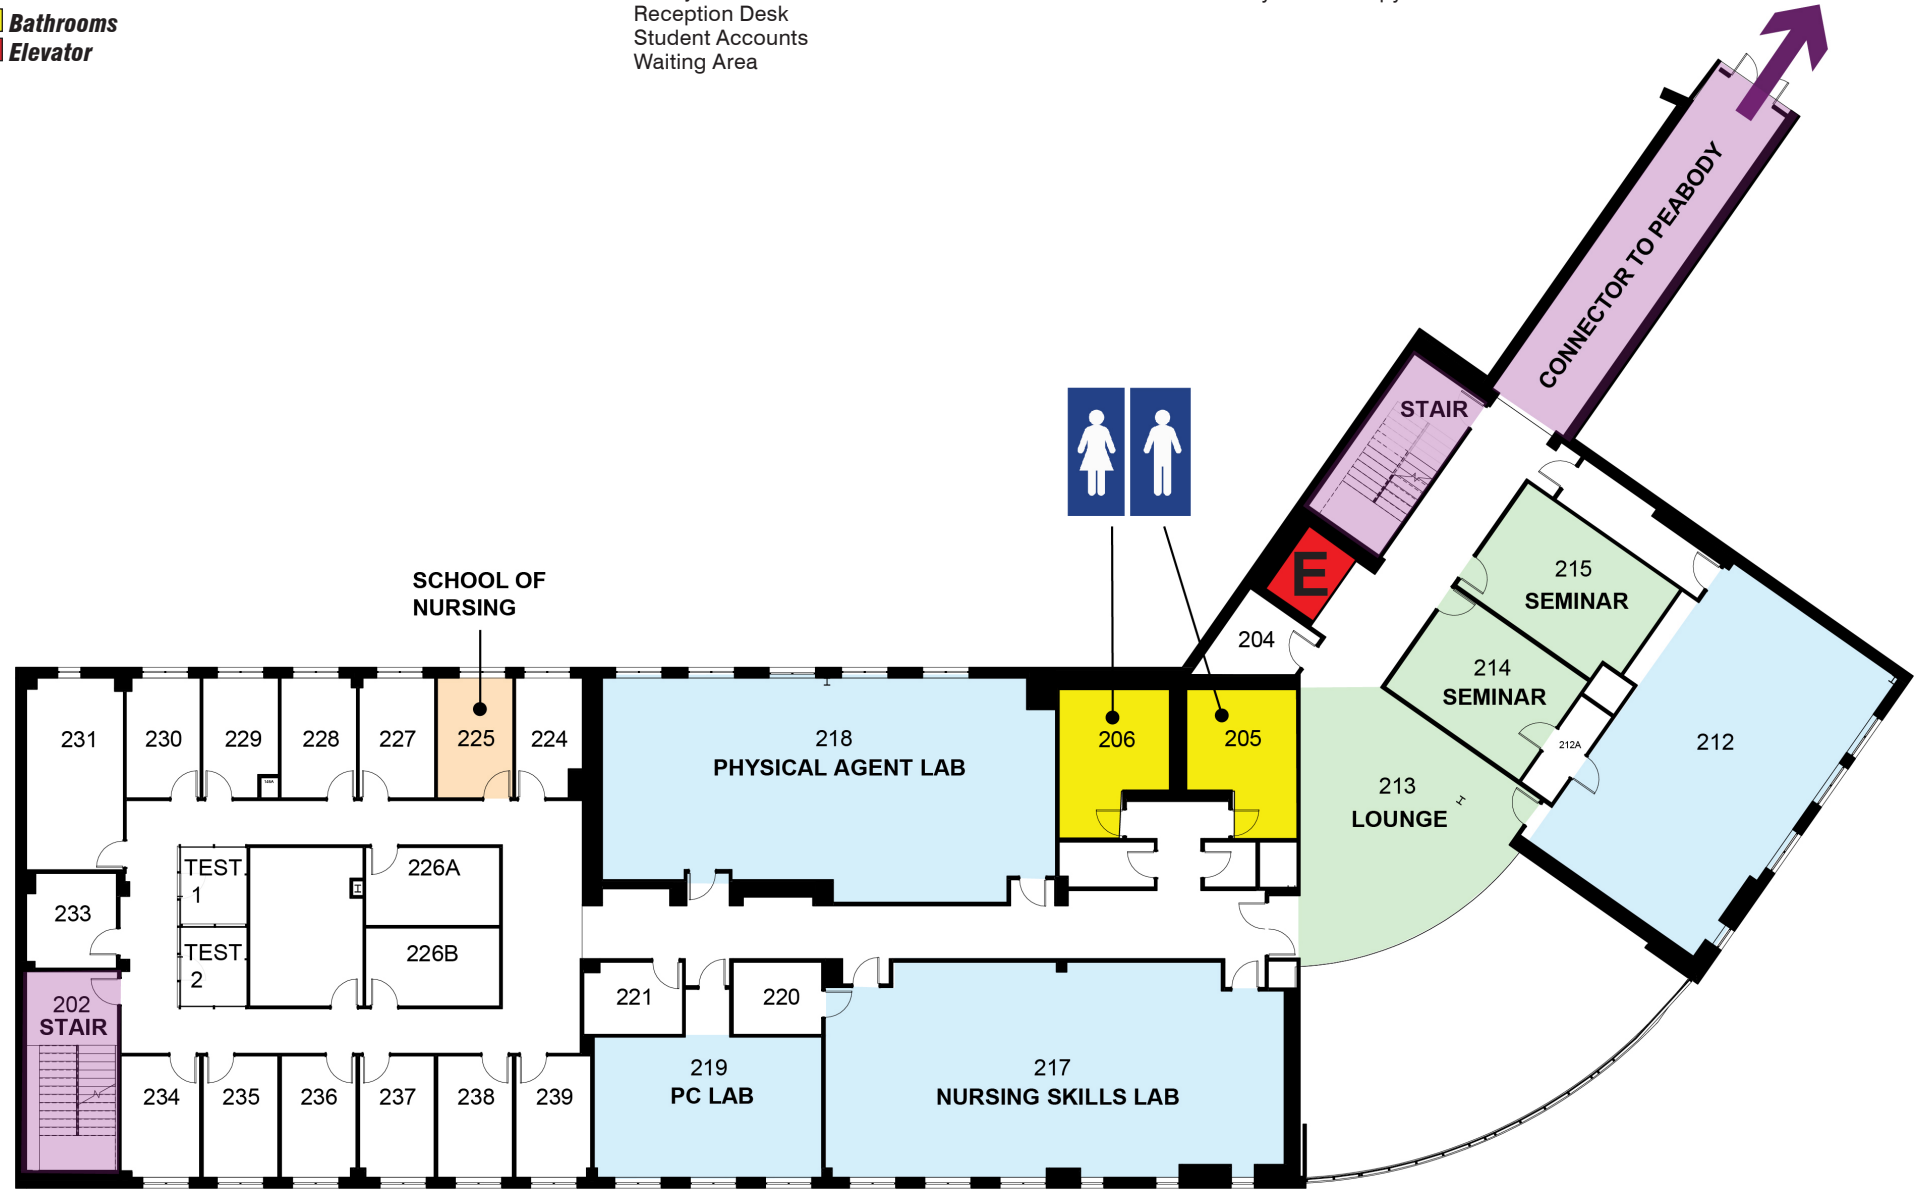 Bathrooms
Elevator
Reception Desk
Student Accounts
Waiting Area
CONNECTOR TO PEABODY
STAIR
E
204
215
SEMINAR
214
SEMINAR
212A
212
213
LOUNGE
SCHOOL OF
NURSING
231
230
229
228
227
225
224
218
PHYSICAL AGENT LAB
206
205
TEST
1
TEST
2
226A
226B
233
202
STAIR
221
220
219
PC LAB
217
NURSING SKILLS LAB
234
235
236
237
238
239